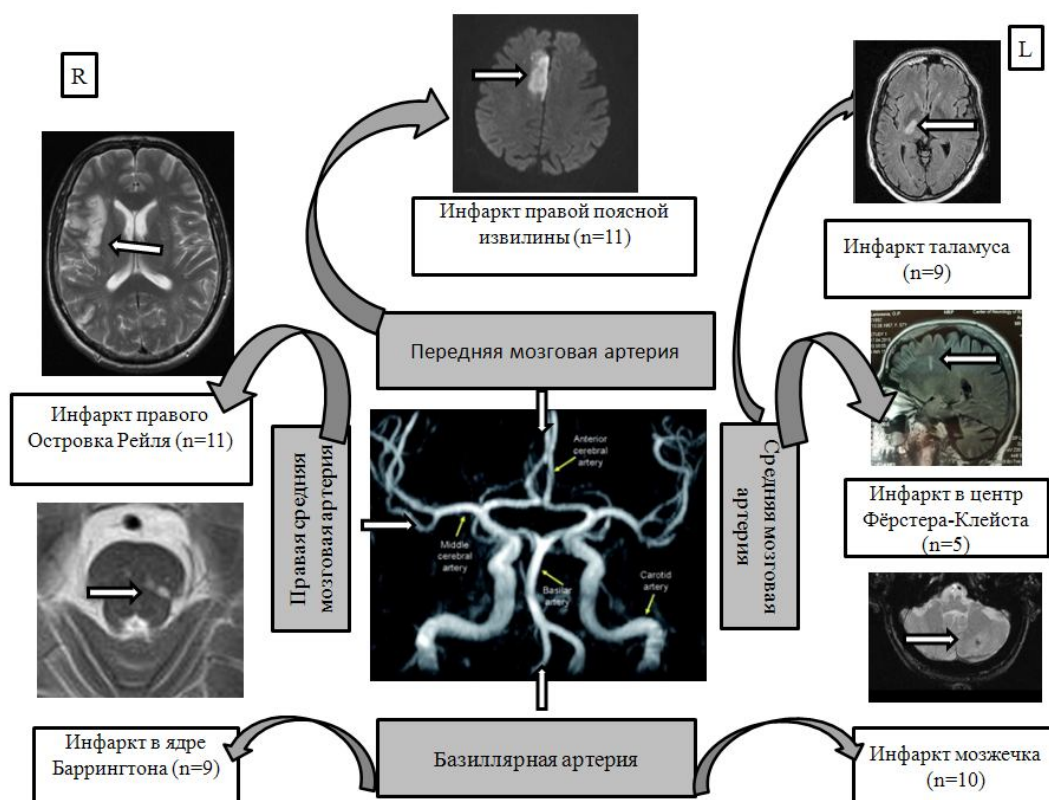 R
L
Инфаркт правой поясной
извилины (n=11)
Инфаркт таламуса
(n=9)
Передняя мозговая артерия
Инфаркт правого
Островка Рейля (n=11)
Правая средняя
мозговая артерия
Anterior
cerebral
artery
Middle
cerebral
artery
Basilar
artery
Carotid
artery
Средняя мозговая
артерия
Инфаркт в центр
Фёрстера-Клейста
(n=5)
Инфаркт в ядре
Баррингтона (n=9)
Базиллярная артерия
Инфаркт мозжечка
(n=10)